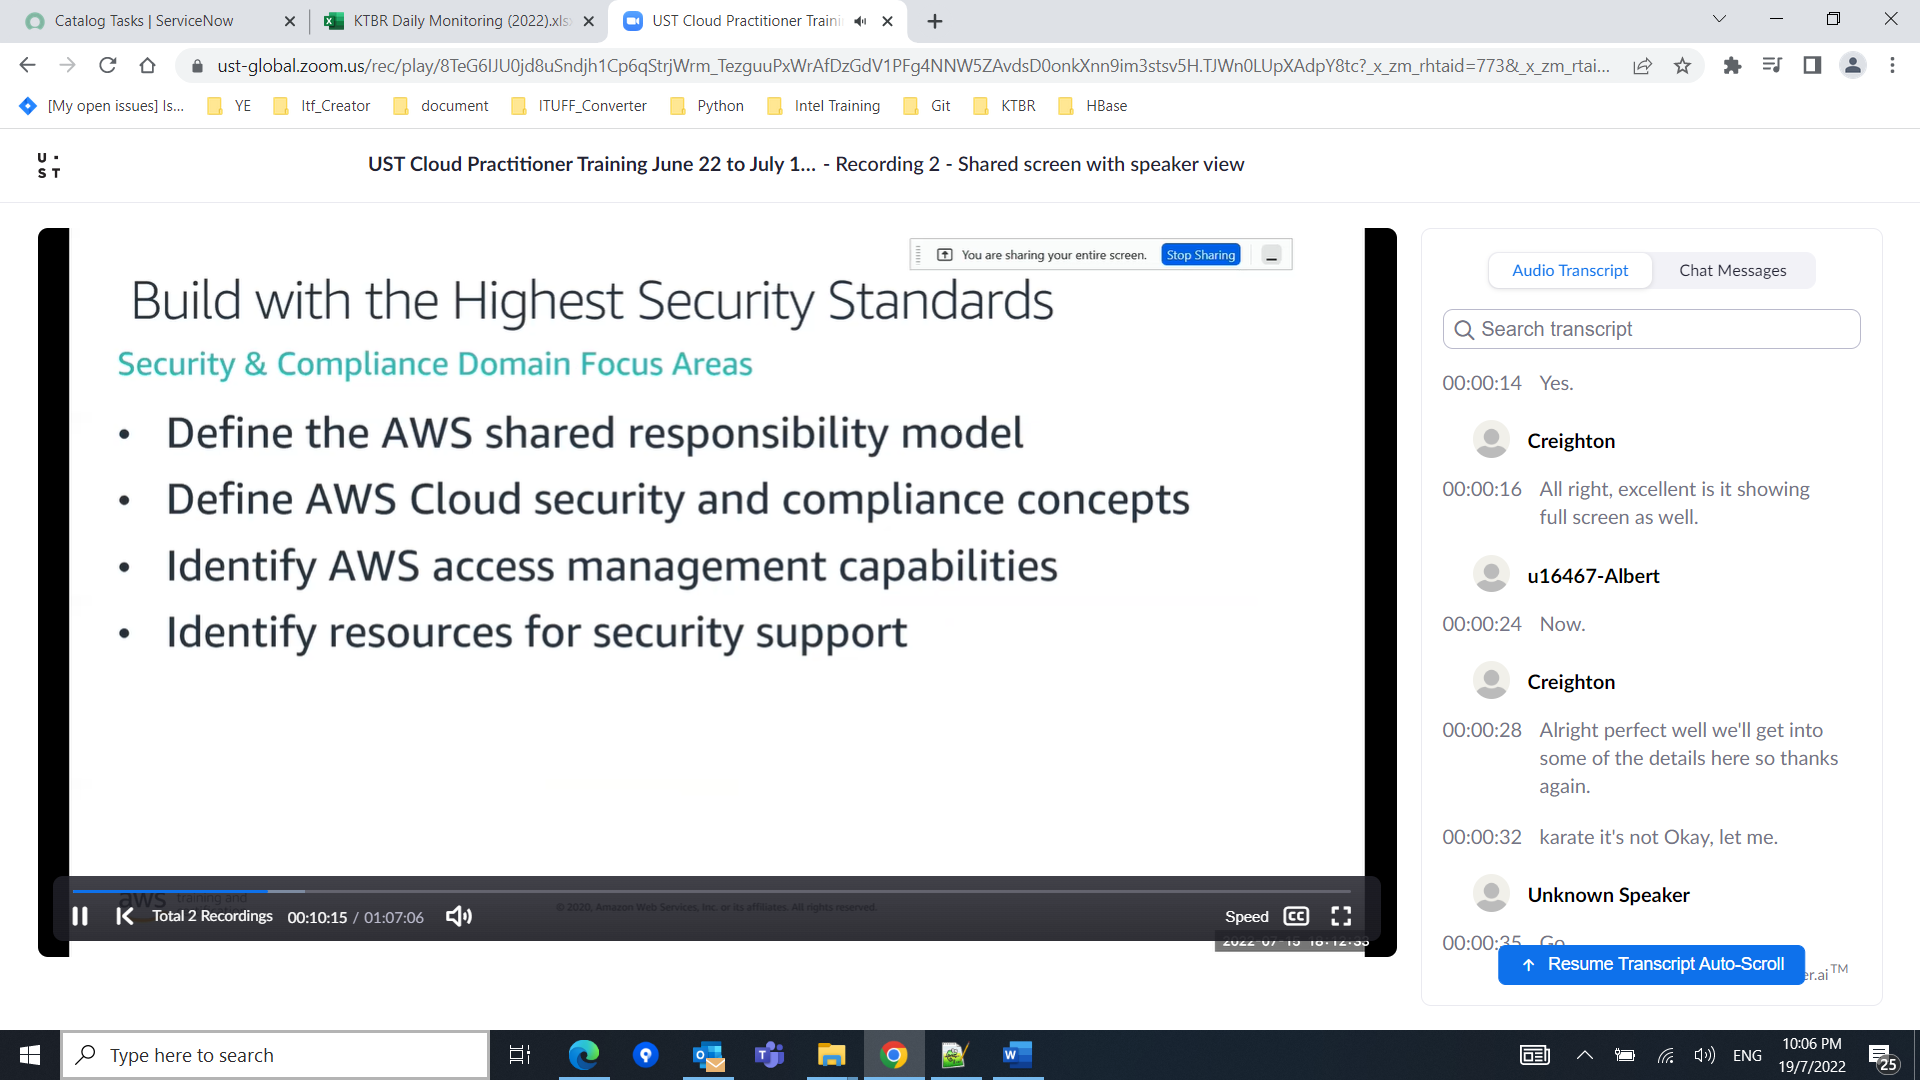 Catalog Tasks | ServiceNow
KTBR Daily Monitoring (2022).xls
UST Cloud Practitioner Traini
ust-global.zoom.us/rec/play/8TeG6IJU0jd8uSndjh1Cp6qStrjWrm_TezguuPxWrAfDzGdV1PFg4NNW5ZAvdsD0onkXnn9im3stsv5H.TJWn0LUpXAdpY8tc?_x_zm_rhtaid=773&_x_zm_rtai...
[My open issues] Is...
YE
Itf_Creator
document
ITUFF_Converter
Python
Intel Training
Git
KTBR
HBase
U·
ST
UST Cloud Practitioner Training June 22 to July 1... - Recording 2 - Shared screen with speaker view
You are sharing your entire screen. Stop Sharing
Build with the Highest Security Standards
Security & Compliance Domain Focus Areas
• Define the AWS shared responsibility model
• Define AWS Cloud security and compliance concepts
• Identify AWS access management capabilities
• Identify resources for security support
aws training and
© 2020, Amazon Web Services, Inc. or its affiliates. All rights reserved.
Total 2 Recordings 00:10:15 / 01:07:06
Speed CC
2022-07-15 18:12:33
Audio Transcript
Chat Messages
Search transcript
00:00:14 Yes.
Creighton
00:00:16 All right, excellent is it showing
full screen as well.
u16467-Albert
00:00:24 Now.
Creighton
00:00:28 Alright perfect well we'll get into
some of the details here so thanks
again.
00:00:32 karate it's not Okay, let me.
Unknown Speaker
00:00:35 Go
Resume Transcript Auto-Scroll
er.ai™
Type here to search
ENG
10:06 PM
19/7/2022
25